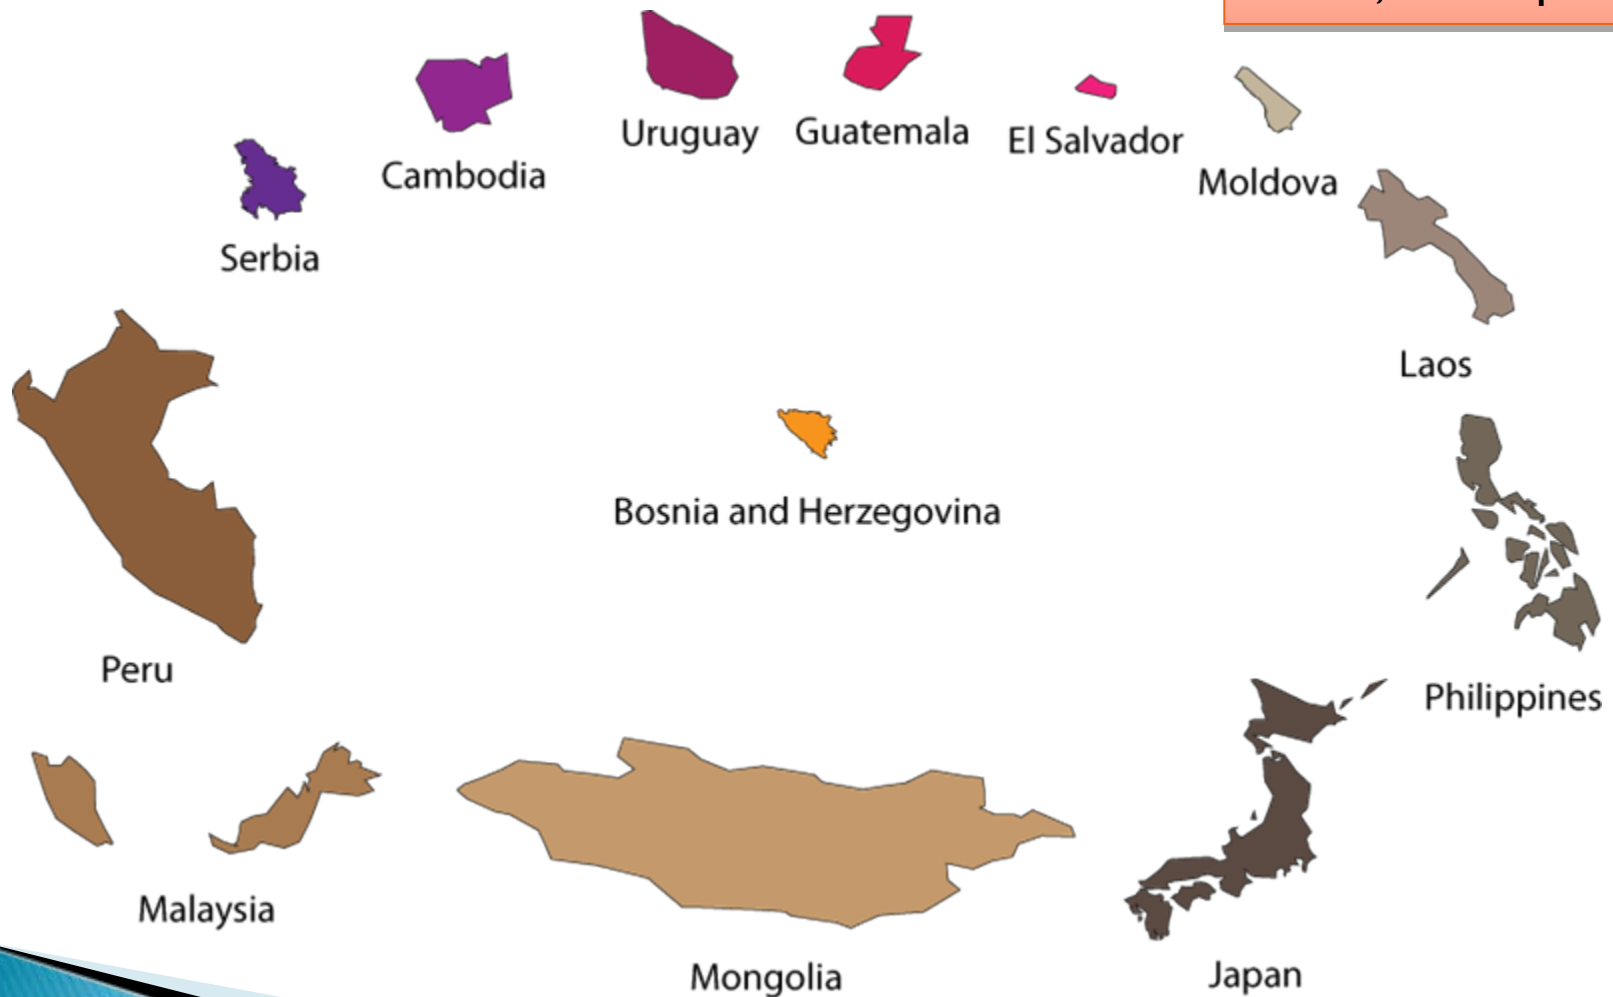 Uruguay
Guatemala
El Salvador
Cambodia
Moldova
Serbia
Laos
Bosnia and Herzegovina
Peru
Philippines
Malaysia
Mongolia
Japan